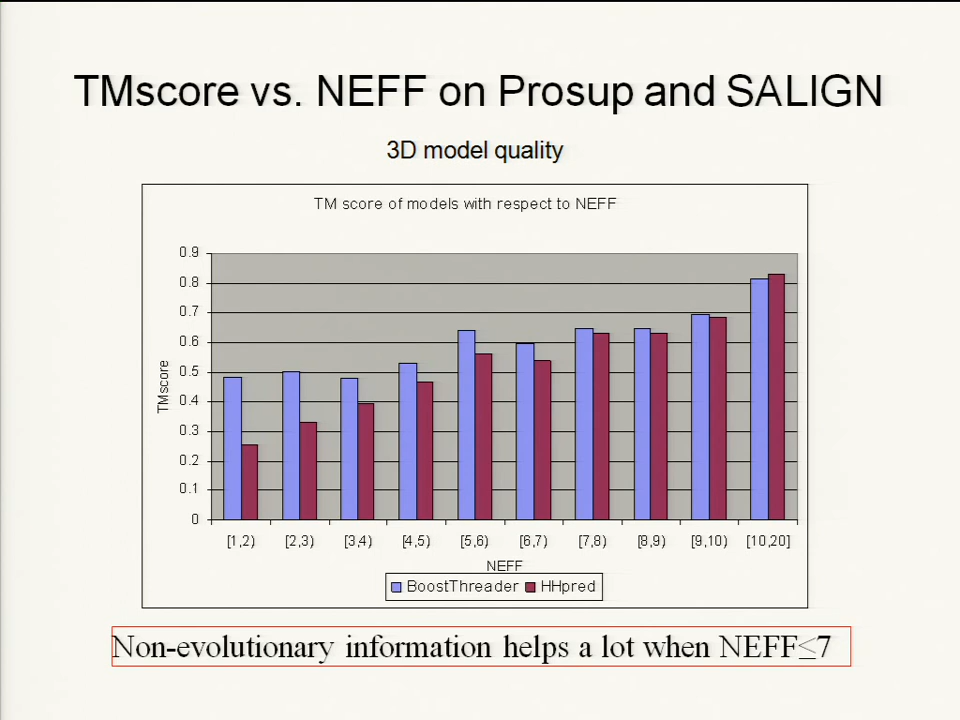 TMscore vs. NEFF on Prosup and SALIGN
3D model quality
TM score of models with respect to NEFF
0.9
0.8
0.7
0.6
0.5
0.4
0.3
0.2
0.1
0
TMscore
[1,2) [2,3) [3,4) [4,5) [5,6) [6,7) [7,8) [8,9) [9,10) [10,20]
NEFF
BoostThreader HHpred
Non-evolutionary information helps a lot when NEFF≤7